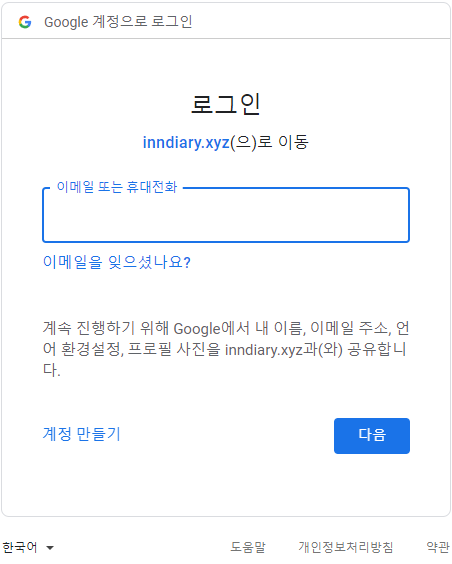 Google 계정으로 로그인
로그인
inndiary.xyz(으)로 이동
이메일 또는 휴대전화
이메일을 잊으셨나요?
계속 진행하기 위해 Google에서 내 이름, 이메일 주소, 언
어 환경설정, 프로필 사진을 inndiary.xyz과(와) 공유합니
다.
계정 만들기
다음
한국어
도움말
개인정보처리방침
약관